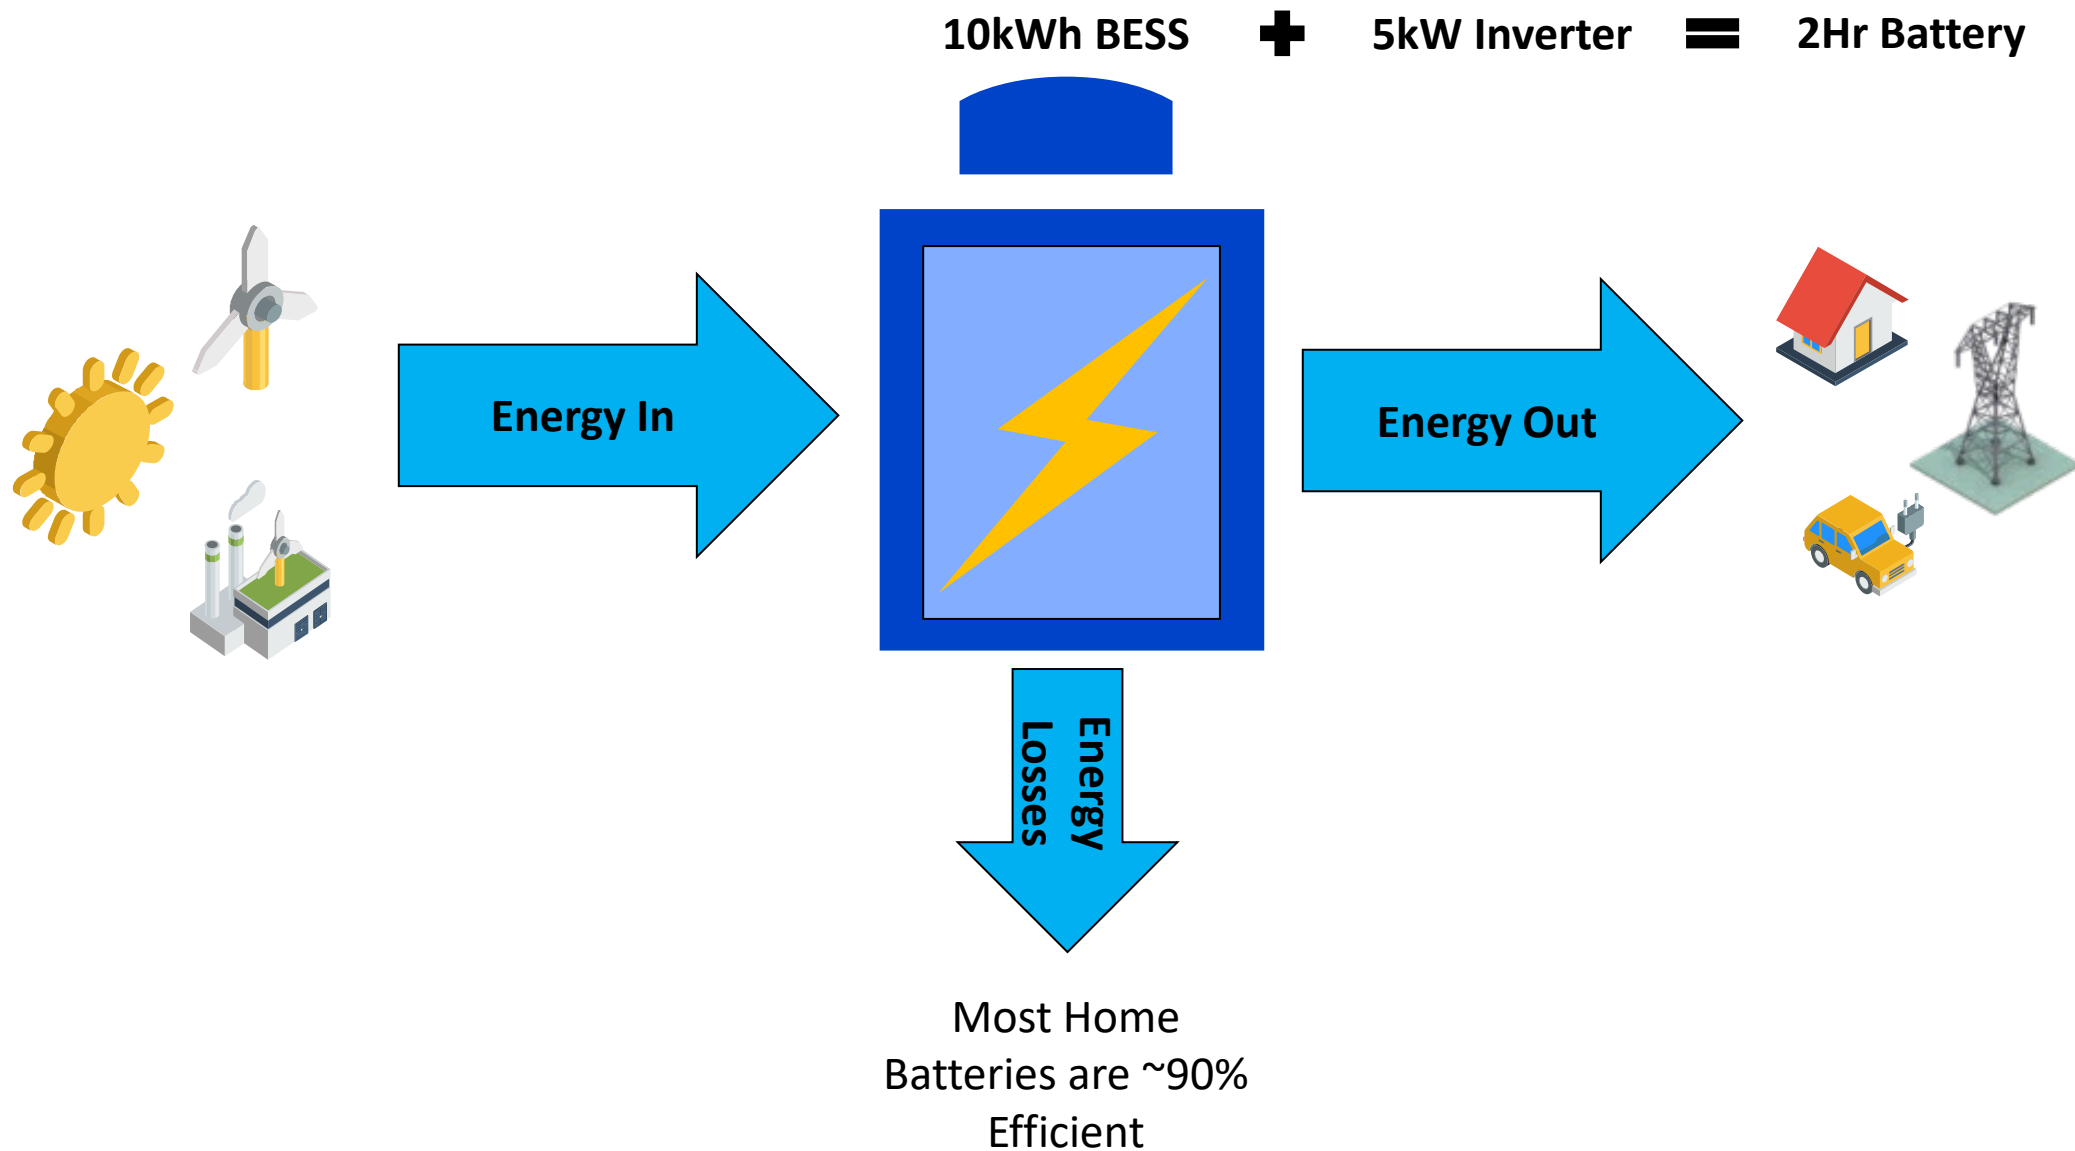 10kWh BESS + 5kW Inverter = 2Hr Battery
Energy In
Energy Out
Energy
Losses
Most Home
Batteries are ~90%
Efficient